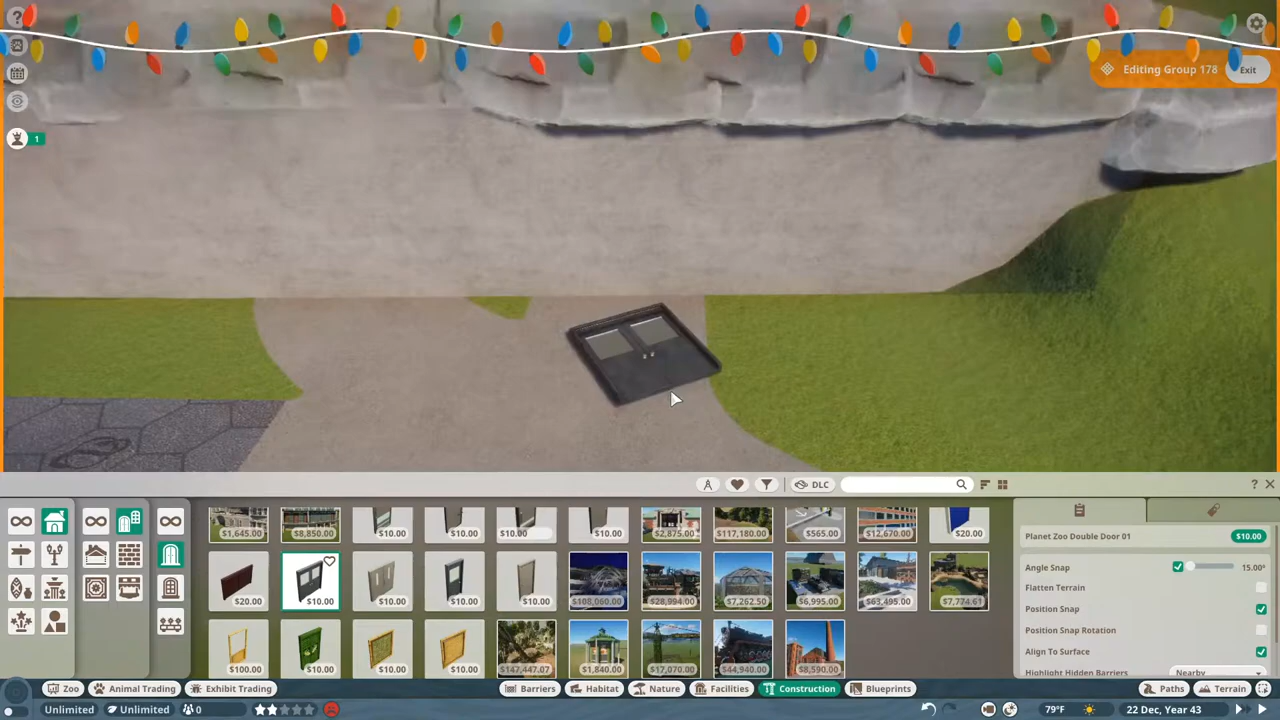 ?
Editing Group 178
Exit
1
DLC
? ×
$1,645.00
$8,850.00
$10.00
$10.00
$10.00
$10.00
$2,875.00
$117,180.00
$565.00
$12,670.00
$20.00
Planet Zoo Double Door 01
$10.00
Angle Snap
15.00°
Flatten Terrain
Position Snap
Position Snap Rotation
Align To Surface
Highlight Hidden Barriers
Nearby
$20.00
$10.00
$10.00
$10.00
$10.00
$108,060.00
$28,994.00
$7,262.50
$6,995.00
$63,495.00
$7,774.61
$100.00
$10.00
$10.00
$10.00
$147,447.07
$1,840.00
$17,070.00
$44,940.00
$8,590.00
Zoo
Animal Trading
Exhibit Trading
Barriers
Habitat
Nature
Facilities
Construction
Blueprints
Paths
Terrain
Unlimited
Unlimited
0
79°F
22 Dec, Year 43